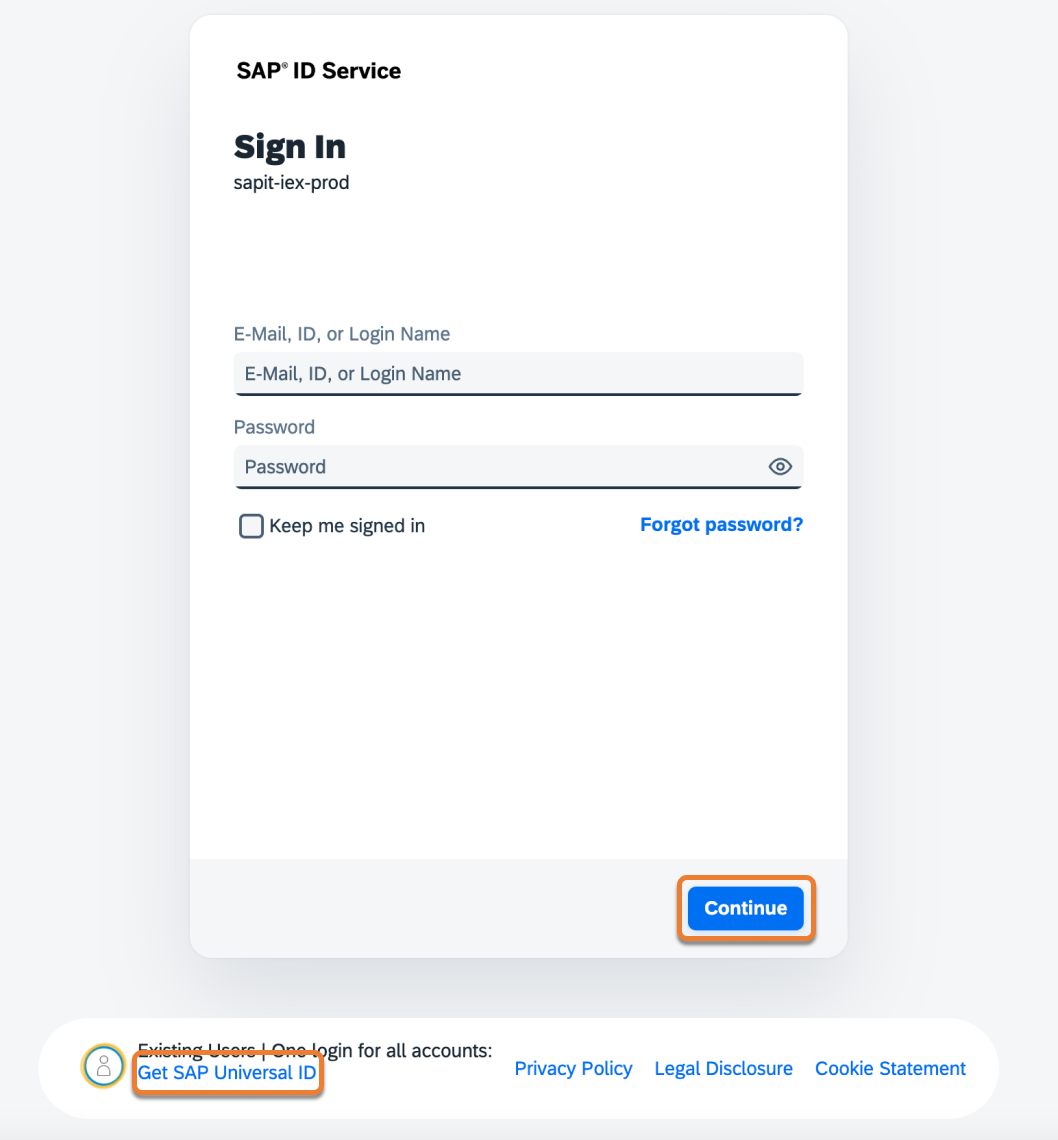 SAP® ID Service
Sign In
sapit-iex-prod
E-Mail, ID, or Login Name
E-Mail, ID, or Login Name
Password
Password
Keep me signed in
Forgot password?
Continue
Existing Users | One login for all accounts:
Get SAP Universal ID
Privacy Policy
Legal Disclosure
Cookie Statement